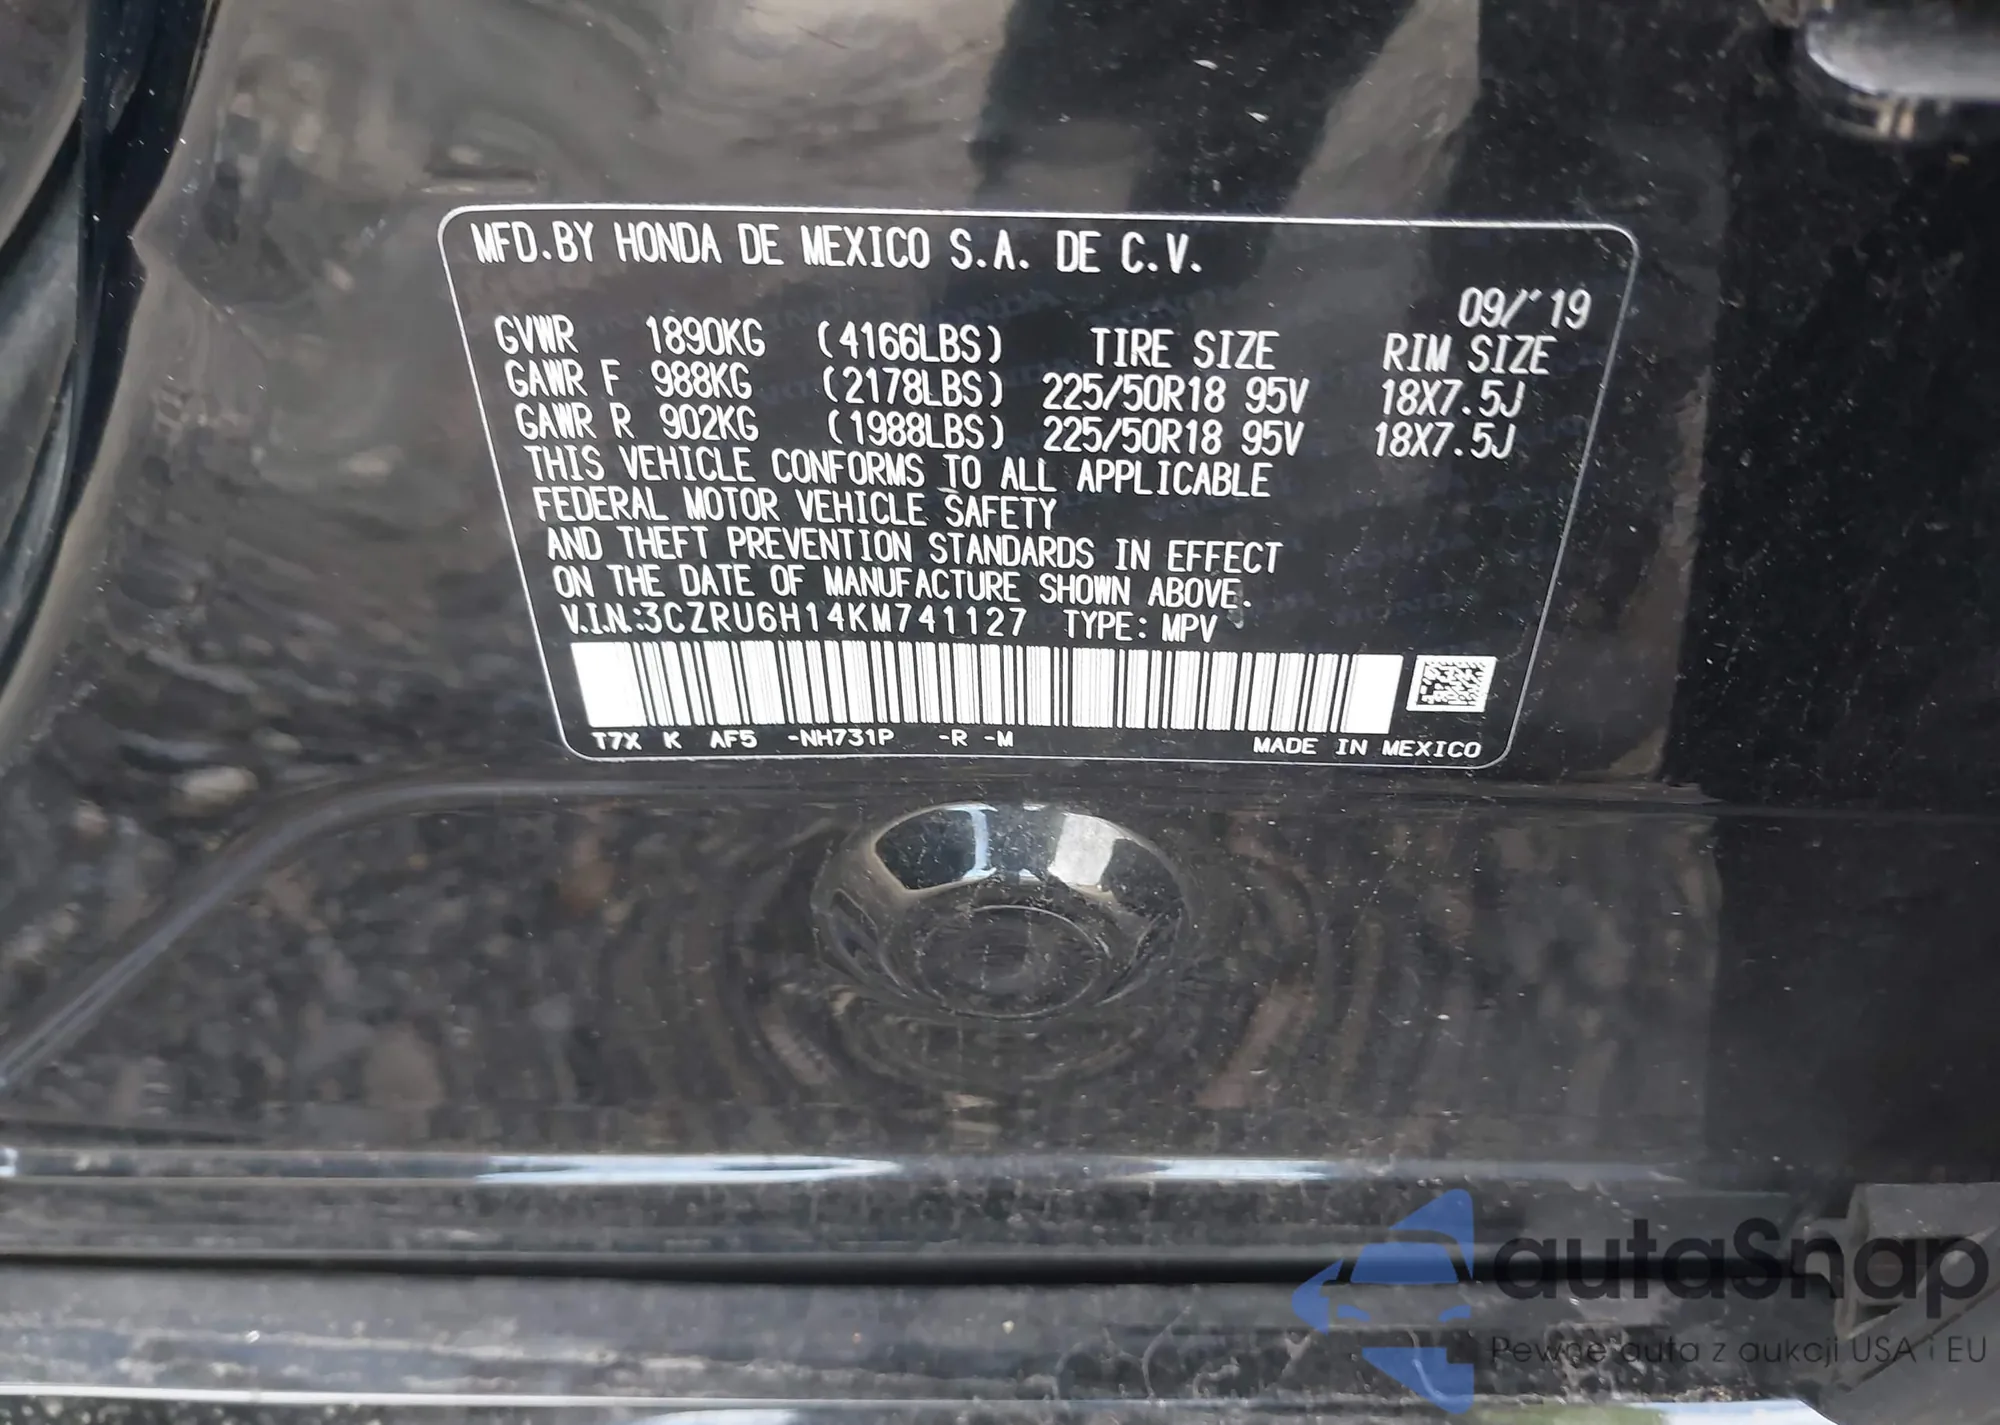 MFD.BY HONDA DE MEXICO S.A. DE C.V.
09/'19
GVWR 1890KG (4166LBS) TIRE SIZE RIM SIZE
GAWR F 988KG (2178LBS) 225/50R18 95V 18X7.5J
GAWR R 902KG (1988LBS) 225/50R18 95V 18X7.5J
THIS VEHICLE CONFORMS TO ALL APPLICABLE
FEDERAL MOTOR VEHICLE SAFETY
AND THEFT PREVENTION STANDARDS IN EFFECT
ON THE DATE OF MANUFACTURE SHOWN ABOVE.
V.I.N.:3CZRU6H14KM741127 TYPE: MPV
T7X K AF5 -NH731P -R -M MADE IN MEXICO
autaSnap
Pewne auta z aukcji USA i EU